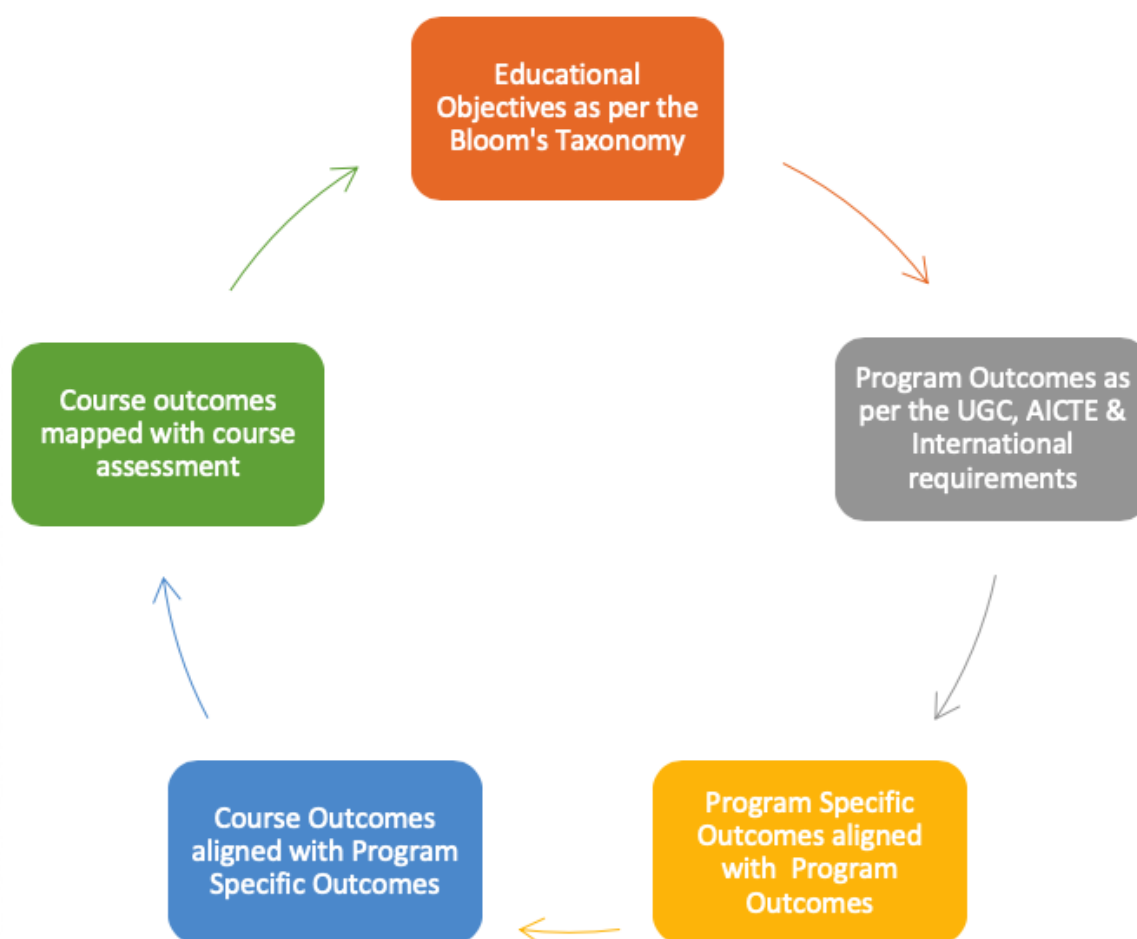 Educational
Objectives as per the
Bloom's Taxonomy
Program Outcomes as
per the UGC, AICTE &
International
requirements
Program Specific
Outcomes aligned
with Program
Outcomes
Course Outcomes
aligned with Program
Specific Outcomes
Course outcomes
mapped with course
assessment